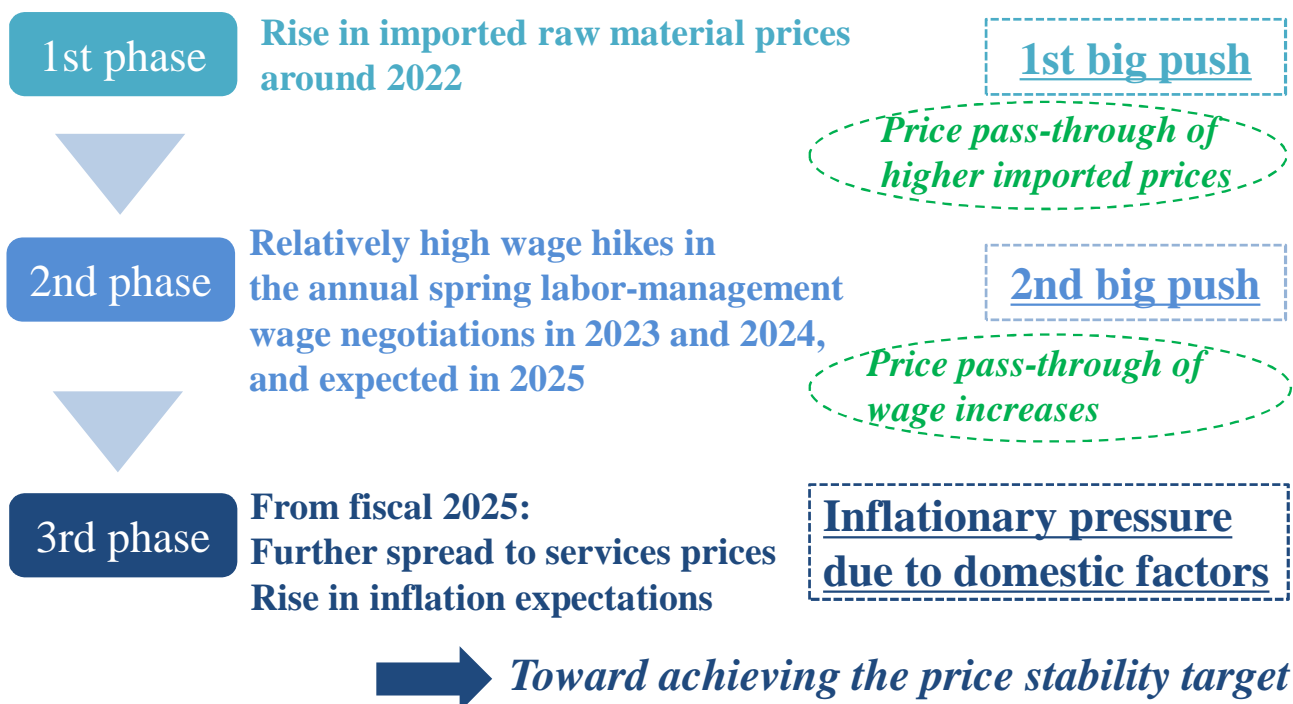 1st phase
Rise in imported raw material prices
around 2022
1st big push
Price pass-through of
higher imported prices
2nd phase
Relatively high wage hikes in
the annual spring labor-management
wage negotiations in 2023 and 2024,
and expected in 2025
2nd big push
Price pass-through of
wage increases
3rd phase
From fiscal 2025:
Further spread to services prices
Rise in inflation expectations
Inflationary pressure
due to domestic factors
Toward achieving the price stability target